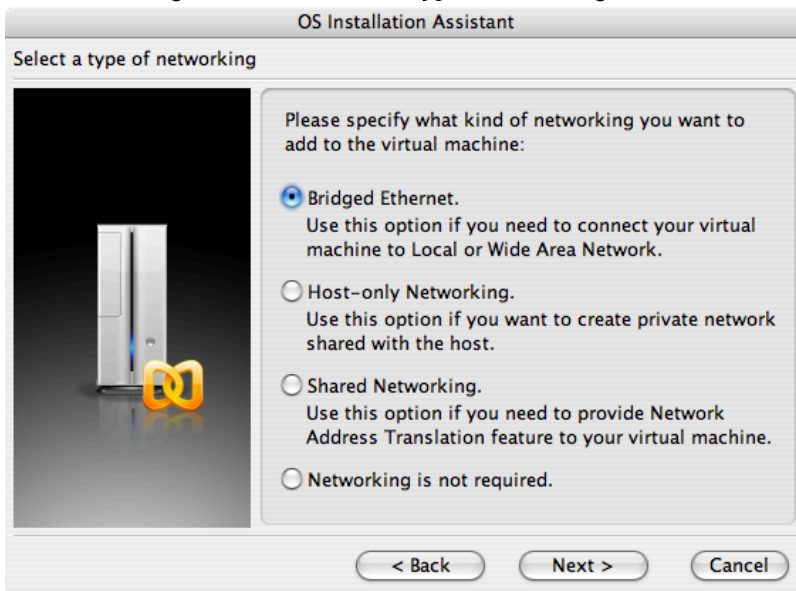 OS Installation Assistant
Select a type of networking
Please specify what kind of networking you want to
add to the virtual machine:
Bridged Ethernet.
Use this option if you need to connect your virtual
machine to Local or Wide Area Network.
Host-only Networking.
Use this option if you want to create private network
shared with the host.
Shared Networking.
Use this option if you need to provide Network
Address Translation feature to your virtual machine.
Networking is not required.
< Back
Next >
Cancel